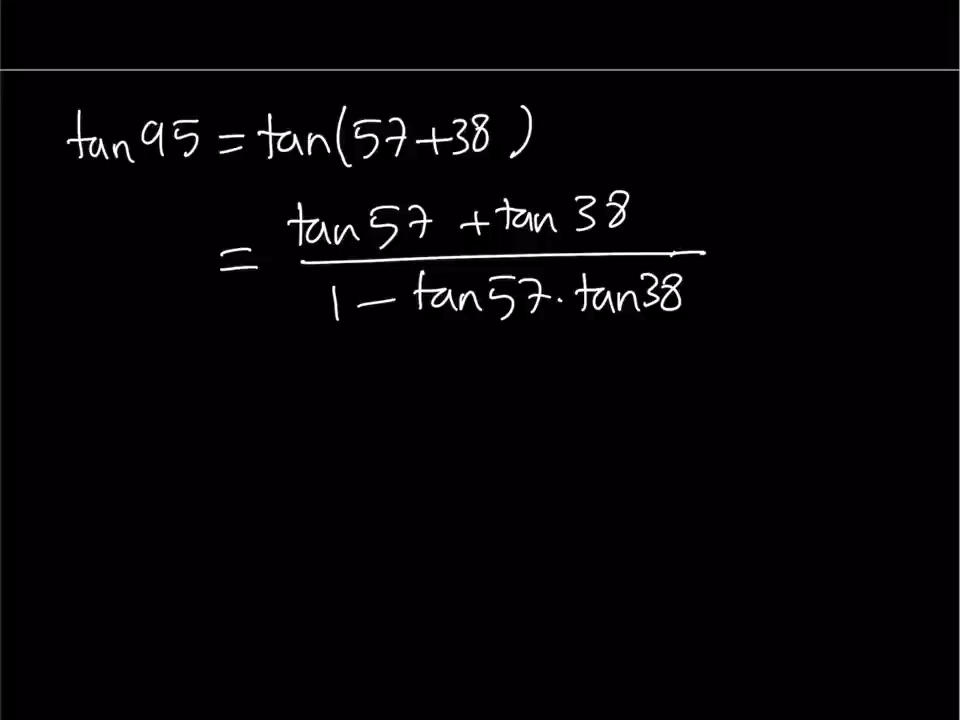 tan 95 = tan(57+38)
= tan 57 + tan 38
1 − tan 57 · tan 38